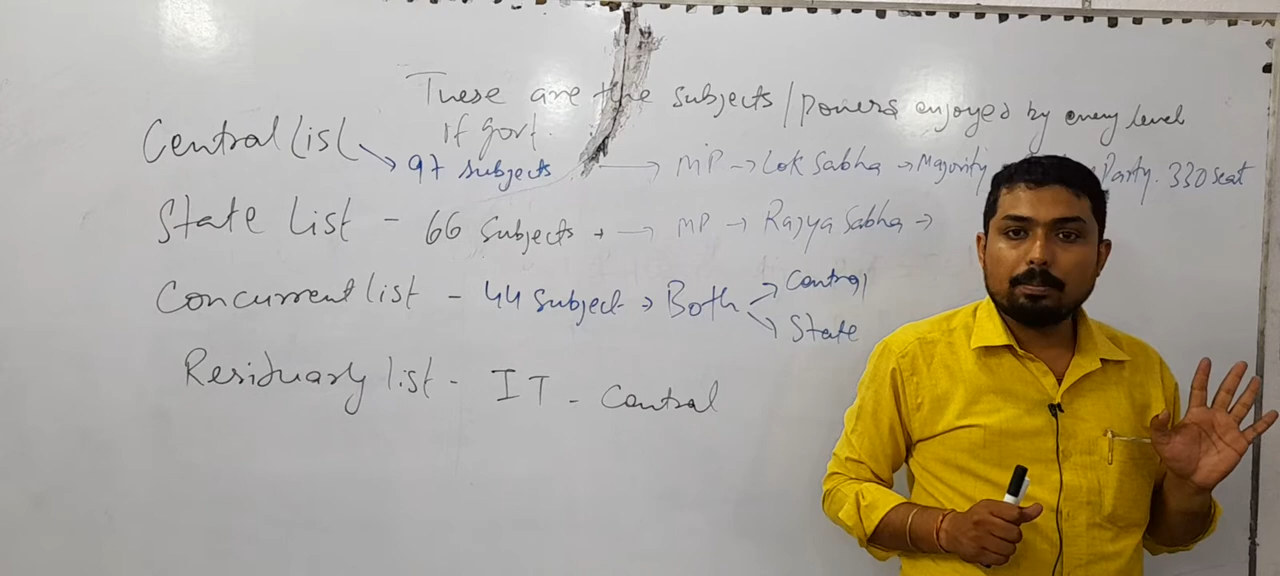 These are the subjects / powers enjoyed by every level
of govt.
Central list → 97 subjects → MP → Lok Sabha → Majority Party. 330 seat
State list - 66 Subjects → → MP → Rajya Sabha →
Concurrent list - 44 Subject → Both → Central
→ State
Residuary list - IT - Central